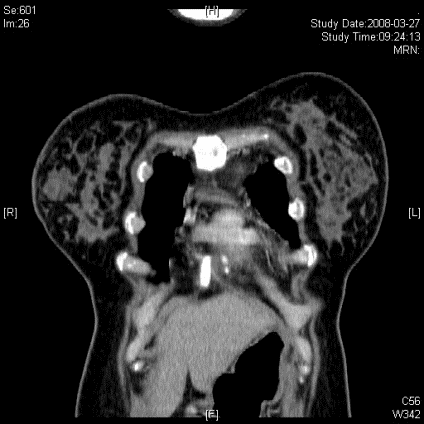 Se:601
Im:26
[H]
.
Study Date:2008-03-27
Study Time:09:24:13
MRN:
[R]
[L]
[F]
C56
W342